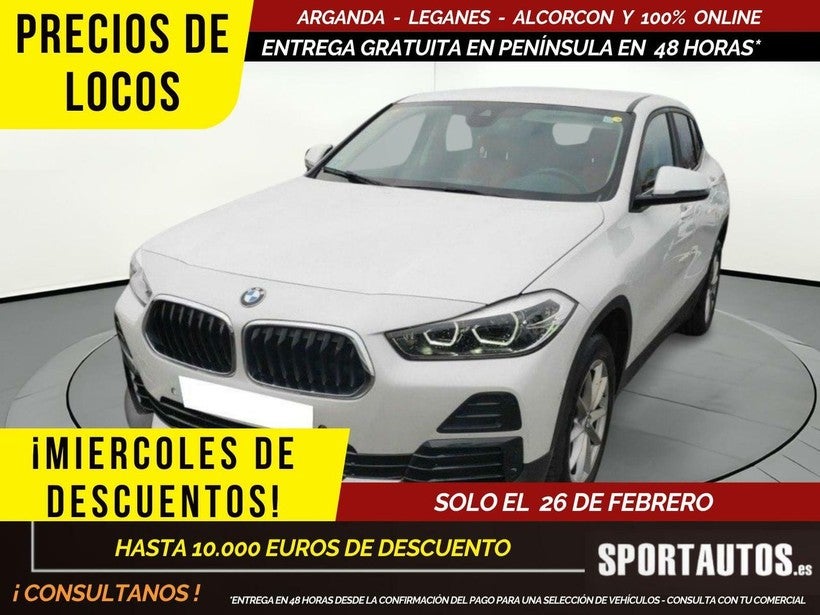 PRECIOS DE
LOCOS
ARGANDA - LEGANES - ALCORCON Y 100% ONLINE
ENTREGA GRATUITA EN PENÍNSULA EN 48 HORAS*
¡MIERCOLES DE
DESCUENTOS!
SOLO EL 26 DE FEBRERO
HASTA 10.000 EUROS DE DESCUENTO
SPORTAUTOS.es
¡ CONSULTANOS !
*ENTREGA EN 48 HORAS DESDE LA CONFIRMACIÓN DEL PAGO PARA UNA SELECCIÓN DE VEHÍCULOS - CONSULTA CON TU COMERCIAL